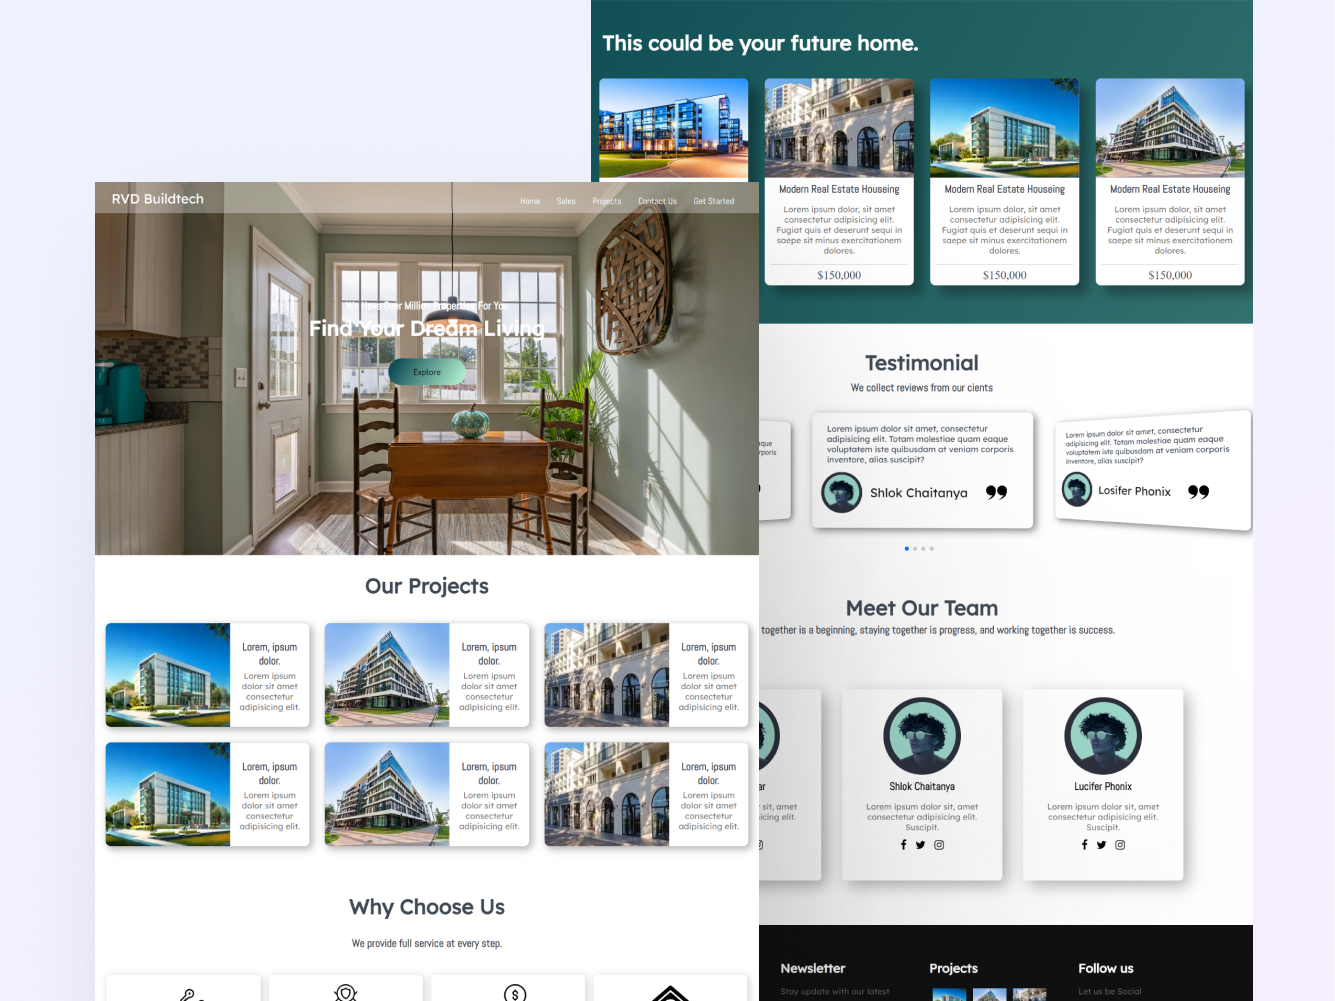 This could be your future home.
Modern Real Estate Houseing
Lorem ipsum dolor, sit amet
consectetur adipisicing elit.
Fugiat quis et deserunt sequi in
saepe sit minus exercitationem
dolores.
$150,000
Modern Real Estate Houseing
Lorem ipsum dolor, sit amet
consectetur adipisicing elit.
Fugiat quis et deserunt sequi in
saepe sit minus exercitationem
dolores.
$150,000
Modern Real Estate Houseing
Lorem ipsum dolor, sit amet
consectetur adipisicing elit.
Fugiat quis et deserunt sequi in
saepe sit minus exercitationem
dolores.
$150,000
RVD Buildtech
Home Sales Projects Contact Us Get Started
We Have Over Million Properties For You
Find Your Dream Living
Explore
Our Projects
Lorem, ipsum
dolor.
Lorem ipsum
dolor sit amet
consectetur
adipisicing elit.
Lorem, ipsum
dolor.
Lorem ipsum
dolor sit amet
consectetur
adipisicing elit.
Lorem, ipsum
dolor.
Lorem ipsum
dolor sit amet
consectetur
adipisicing elit.
Lorem, ipsum
dolor.
Lorem ipsum
dolor sit amet
consectetur
adipisicing elit.
Lorem, ipsum
dolor.
Lorem ipsum
dolor sit amet
consectetur
adipisicing elit.
Lorem, ipsum
dolor.
Lorem ipsum
dolor sit amet
consectetur
adipisicing elit.
Why Choose Us
We provide full service at every step.
Testimonial
We collect reviews from our cients
Lorem ipsum dolor sit amet, consectetur
adipisicing elit. Totam molestiae quam eaque
voluptatem iste quibusdam at veniam corporis
inventore, alias suscipit?
Shlok Chaitanya
Lorem ipsum dolor sit amet, consectetur
adipisicing elit. Totam molestiae quam eaque
voluptatem iste quibusdam at veniam corporis
inventore, alias suscipit?
Losifer Phonix
Meet Our Team
together is a beginning, staying together is progress, and working together is success.
sit, amet
Shlok Chaitanya
Lorem ipsum dolor sit, amet
consectetur adipisicing elit.
Suscipit.
Lucifer Phonix
Lorem ipsum dolor sit, amet
consectetur adipisicing elit.
Suscipit.
Newsletter
Stay update with our latest
Projects
Follow us
Let us be Social